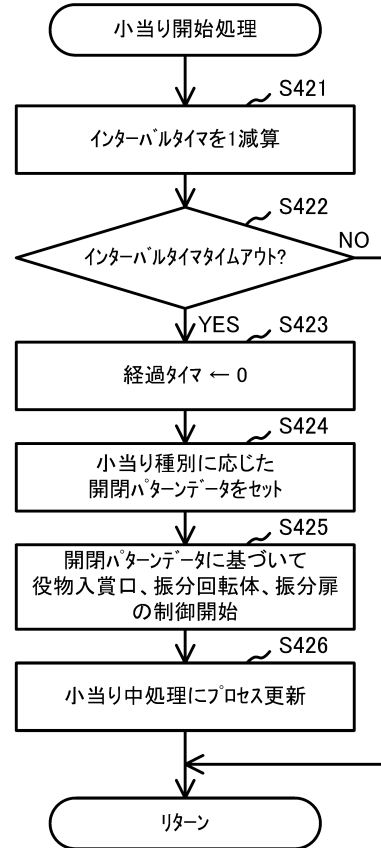 小当り開始処理
S421
インターバルタイマを1減算
S422
インターバルタイマタイムアウト?
NO
YES
S423
経過タイマ ← 0
S424
小当り種別に応じた
開閉パターンデータをセット
S425
開閉パターンデータに基づいて
役物入賞口、振分回転体、振分扉
の制御開始
S426
小当り中処理にプロセス更新
リターン